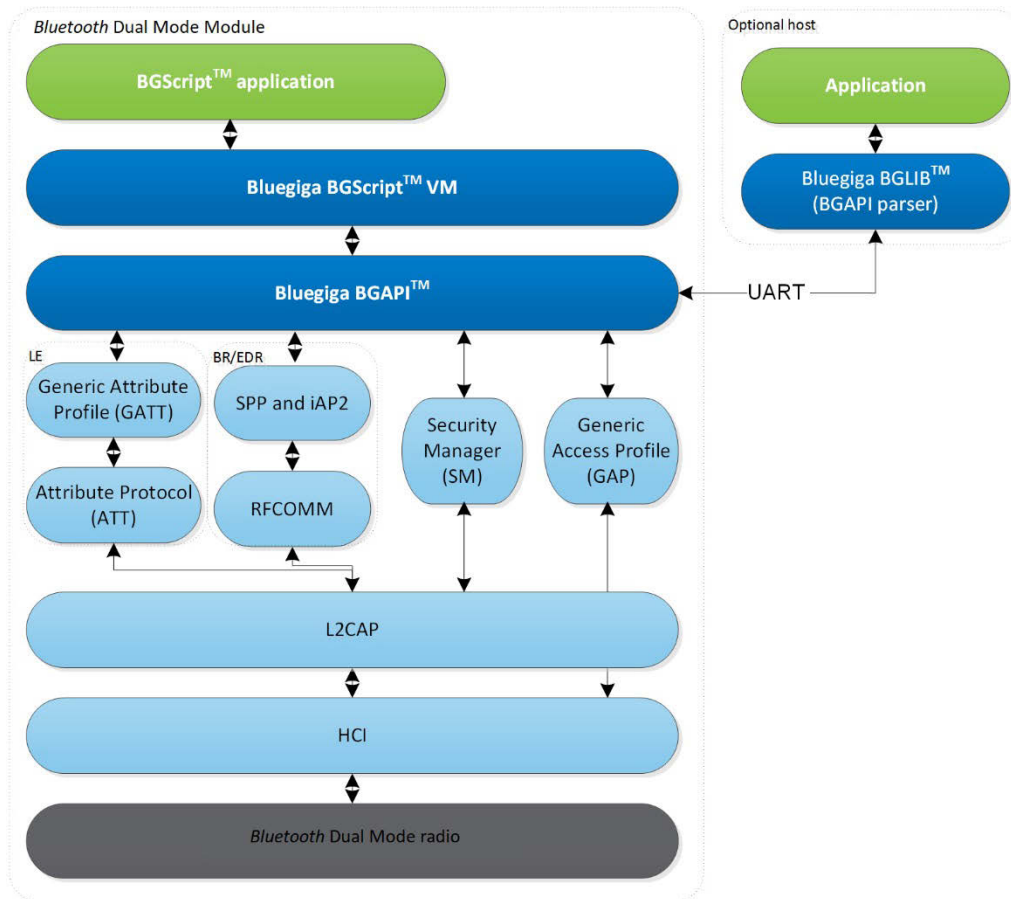 Bluetooth Dual Mode Module
Optional host
BGScript™ application
Application
Bluegiga BGScript™ VM
Bluegiga BGLIB™
(BGAPI parser)
Bluegiga BGAPI™
UART
LE
BR/EDR
Generic Attribute
Profile (GATT)
SPP and iAP2
Security
Manager
(SM)
Generic
Access Profile
(GAP)
Attribute Protocol
(ATT)
RFCOMM
L2CAP
HCI
Bluetooth Dual Mode radio